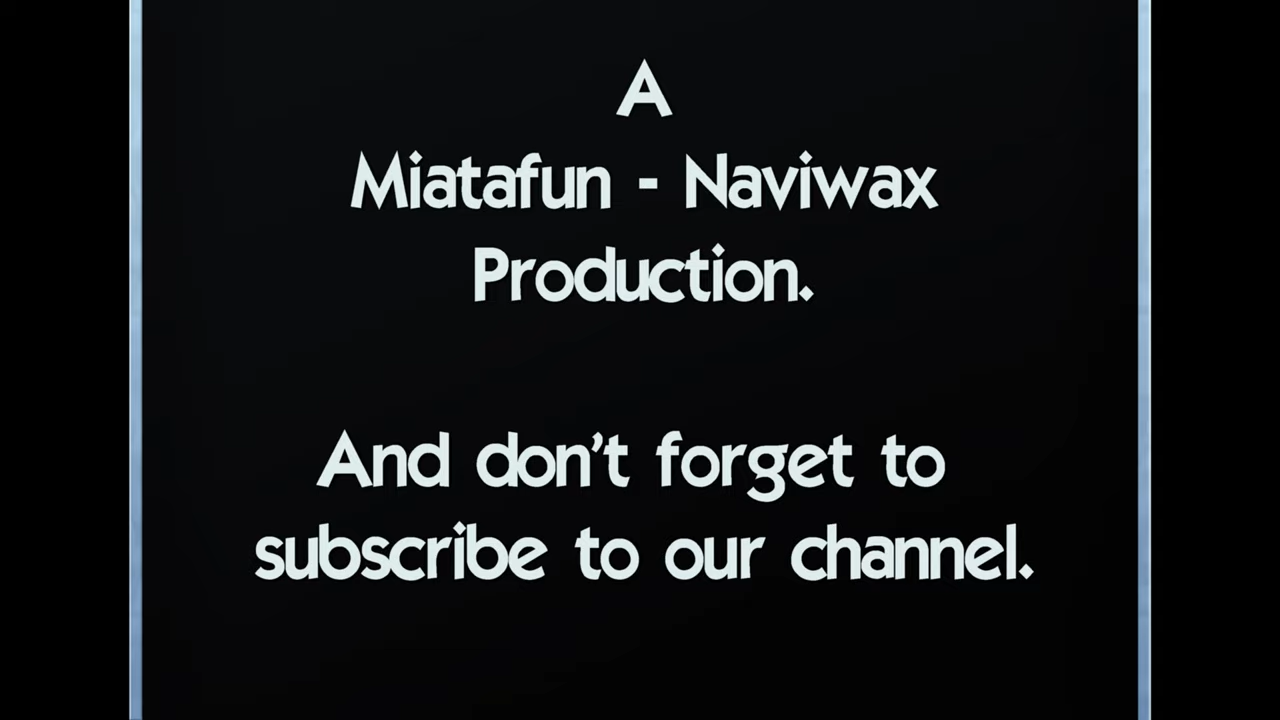 A
Miatafun - Naviwax
Production.
And don't forget to
subscribe to our channel.